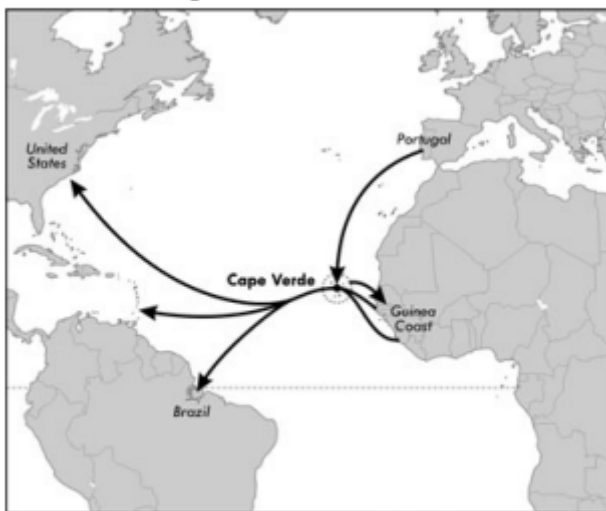 United
States
Portugal
Cape Verde
Guinea
Coast
Brazil